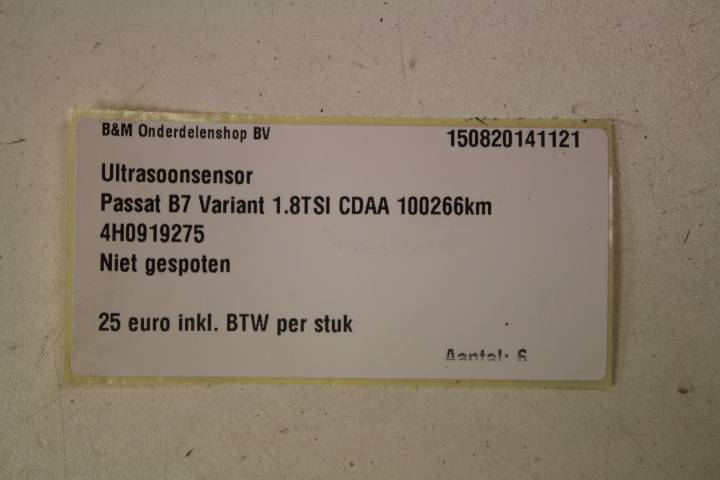 B&M Onderdelenshop BV
150820141121
Ultrasoonsensor
Passat B7 Variant 1.8TSI CDAA 100266km
4H0919275
Niet gespoten
25 euro inkl. BTW per stuk
Aantal: 6